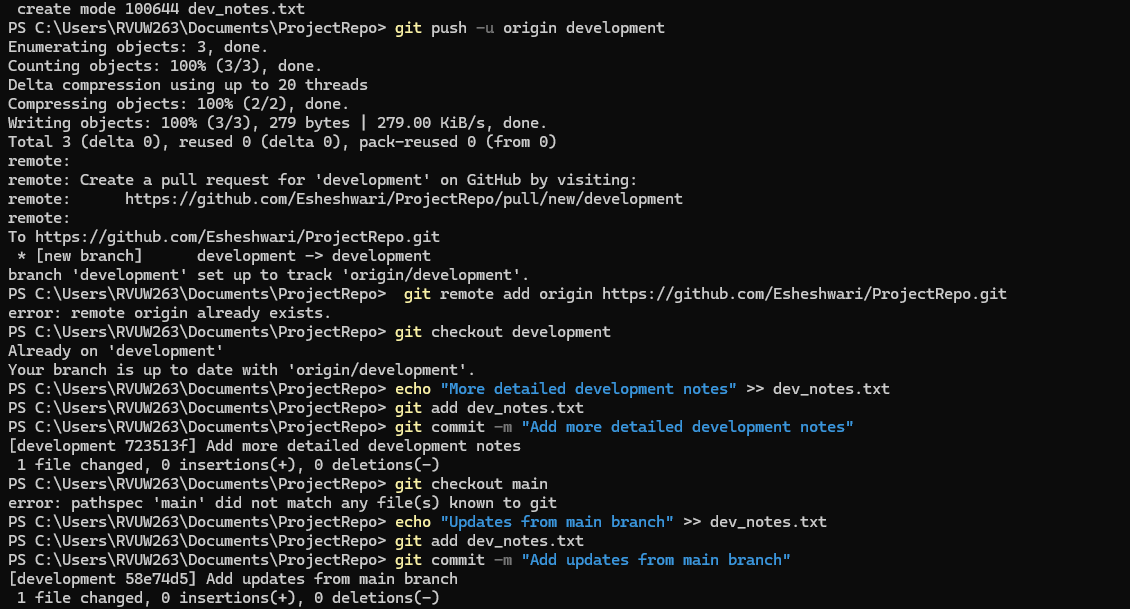 create mode 100644 dev_notes.txt
PS C:\Users\RVUW263\Documents\ProjectRepo> git push -u origin development
Enumerating objects: 3, done.
Counting objects: 100% (3/3), done.
Delta compression using up to 20 threads
Compressing objects: 100% (2/2), done.
Writing objects: 100% (3/3), 279 bytes | 279.00 KiB/s, done.
Total 3 (delta 0), reused 0 (delta 0), pack-reused 0 (from 0)
remote:
remote: Create a pull request for 'development' on GitHub by visiting:
remote:      https://github.com/Esheshwari/ProjectRepo/pull/new/development
remote:
To https://github.com/Esheshwari/ProjectRepo.git
 * [new branch]      development -> development
branch 'development' set up to track 'origin/development'.
PS C:\Users\RVUW263\Documents\ProjectRepo>  git remote add origin https://github.com/Esheshwari/ProjectRepo.git
error: remote origin already exists.
PS C:\Users\RVUW263\Documents\ProjectRepo> git checkout development
Already on 'development'
Your branch is up to date with 'origin/development'.
PS C:\Users\RVUW263\Documents\ProjectRepo> echo "More detailed development notes" >> dev_notes.txt
PS C:\Users\RVUW263\Documents\ProjectRepo> git add dev_notes.txt
PS C:\Users\RVUW263\Documents\ProjectRepo> git commit -m "Add more detailed development notes"
[development 723513f] Add more detailed development notes
 1 file changed, 0 insertions(+), 0 deletions(-)
PS C:\Users\RVUW263\Documents\ProjectRepo> git checkout main
error: pathspec 'main' did not match any file(s) known to git
PS C:\Users\RVUW263\Documents\ProjectRepo> echo "Updates from main branch" >> dev_notes.txt
PS C:\Users\RVUW263\Documents\ProjectRepo> git add dev_notes.txt
PS C:\Users\RVUW263\Documents\ProjectRepo> git commit -m "Add updates from main branch"
[development 58e74d5] Add updates from main branch
 1 file changed, 0 insertions(+), 0 deletions(-)